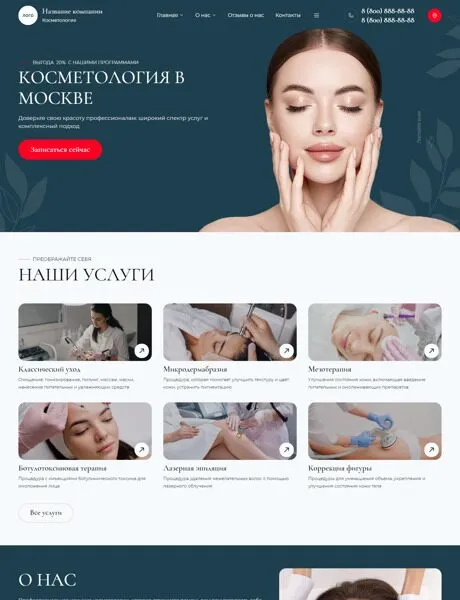 ЛОГО
Название компании
Косметология
Главная
О нас
Отзывы о нас
Контакты
8 (800) 888-88-88
8 (800) 888-88-88
ВЫГОДА 20% С НАШИМИ ПРОГРАММАМИ
КОСМЕТОЛОГИЯ В
МОСКВЕ
Доверьте свою красоту профессионалам: широкий спектр услуг и
комплексный подход
Записаться сейчас
Листайте вниз
ПРЕОБРАЖАЙТЕ СЕБЯ
НАШИ УСЛУГИ
Классический уход
Очищение, тонизирование, пилинг, массаж, маски,
нанесение питательных и увлажняющих средств
Микродермабразия
Процедура, которая помогает улучшить текстуру и цвет
кожи, устранить пигментацию
Мезотерапия
Улучшение состояния кожи, включающая введение
питательных и омолаживающих препаратов
Ботулотоксиновая терапия
Процедура с инъекциями ботулинического токсина для
омоложения лица
Лазерная эпиляция
Процедура удаления нежелательных волос с помощью
лазерного облучения
Коррекция фигуры
Процедура для уменьшения объема, укрепления и
улучшения состояния кожи тела
Все услуги
О НАС